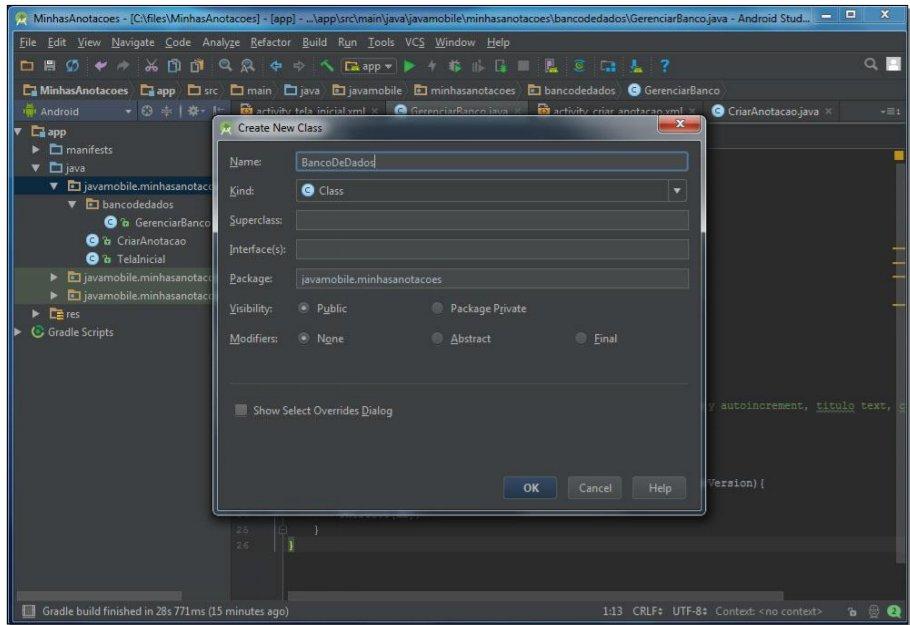 MinhasAnotacoes - [C:\files\MinhasAnotacoes] - [app] - ...\app\src\main\java\javamobile\minhasanotacoes\bancodedados\GerenciarBanco.java - Android Stud...
File Edit View Navigate Code Analyze Refactor Build Run Tools VCS Window Help
app
MinhasAnotacoes app src main java javamobile minhasanotacoes bancodedados GerenciarBanco
Android activity_tela_inicial.xml GerenciarBanco.java activity_criar_anotacao.xml CriarAnotacao.java
app
manifests
java
javamobile.minhasanotaco
bancodedados
GerenciarBanco
CriarAnotacao
TelaInicial
javamobile.minhasanotaco
javamobile.minhasanotaco
res
Gradle Scripts
Create New Class
Name: BancoDeDados
Kind: Class
Superclass:
Interface(s):
Package: javamobile.minhasanotacoes
Visibility: Public Package Private
Modifiers: None Abstract Final
Show Select Overrides Dialog
OK Cancel Help
y autoincrement, titulo text, c
Version){
25 }
26 }
Gradle build finished in 28s 771ms (15 minutes ago) 1:13 CRLF UTF-8 Context: <no context> 2